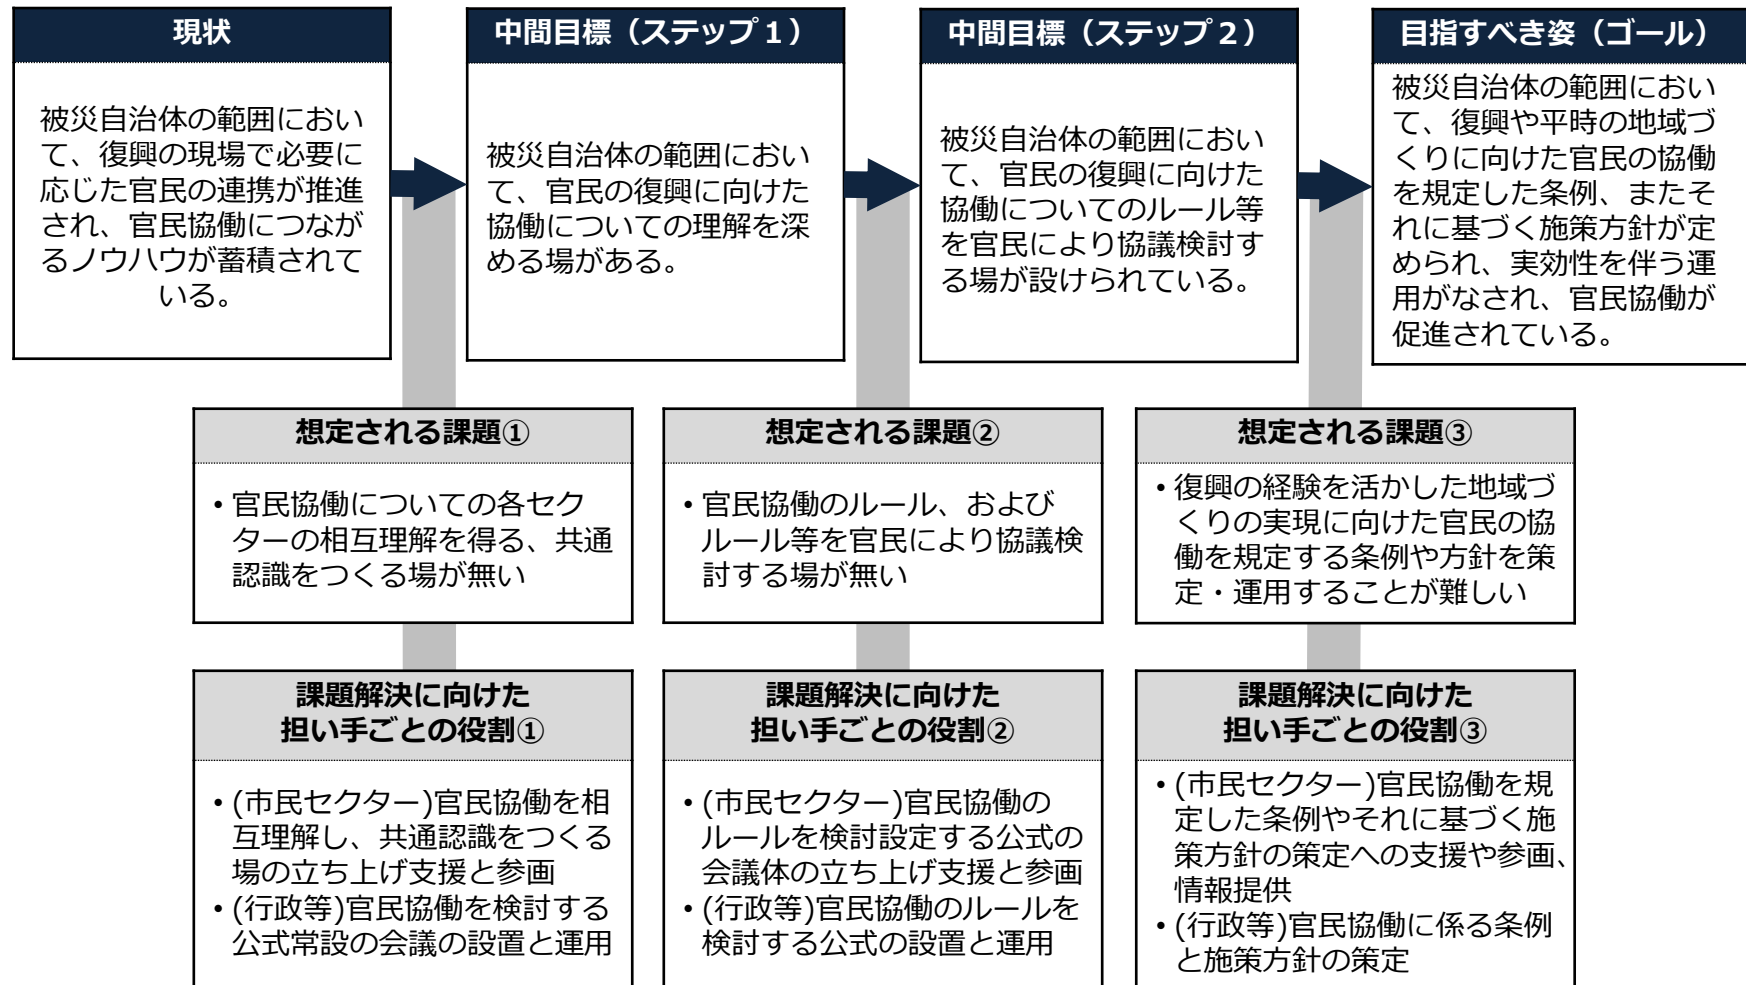 現状
被災自治体の範囲におい
て、復興の現場で必要に
応じた官民の連携が推進
され、官民協働につなが
るノウハウが蓄積されて
いる。
中間目標（ステップ１）
被災自治体の範囲におい
て、官民の復興に向けた
協働についての理解を深
める場がある。
中間目標（ステップ２）
被災自治体の範囲におい
て、官民の復興に向けた
協働についてのルール等
を官民により協議検討す
る場が設けられている。
目指すべき姿（ゴール）
被災自治体の範囲におい
て、復興や平時の地域づ
くりに向けた官民の協働
を規定した条例、またそ
れに基づく施策方針が定
められ、実効性を伴う運
用がなされ、官民協働が
促進されている。
想定される課題①
• 官民協働についての各セク
ターの相互理解を得る、共通
認識をつくる場が無い
想定される課題②
• 官民協働のルール、および
ルール等を官民により協議検
討する場が無い
想定される課題③
• 復興の経験を活かした地域づ
くりの実現に向けた官民の協
働を規定する条例や方針を策
定・運用することが難しい
課題解決に向けた
担い手ごとの役割①
• (市民セクター)官民協働を相
互理解し、共通認識をつくる
場の立ち上げ支援と参画
• (行政等)官民協働を検討する
公式常設の会議の設置と運用
課題解決に向けた
担い手ごとの役割②
• (市民セクター)官民協働の
ルールを検討設定する公式の
会議体の立ち上げ支援と参画
• (行政等)官民協働のルールを
検討する公式の設置と運用
課題解決に向けた
担い手ごとの役割③
• (市民セクター)官民協働を規
定した条例やそれに基づく施
策方針の策定への支援や参画、
情報提供
• (行政等)官民協働に係る条例
と施策方針の策定